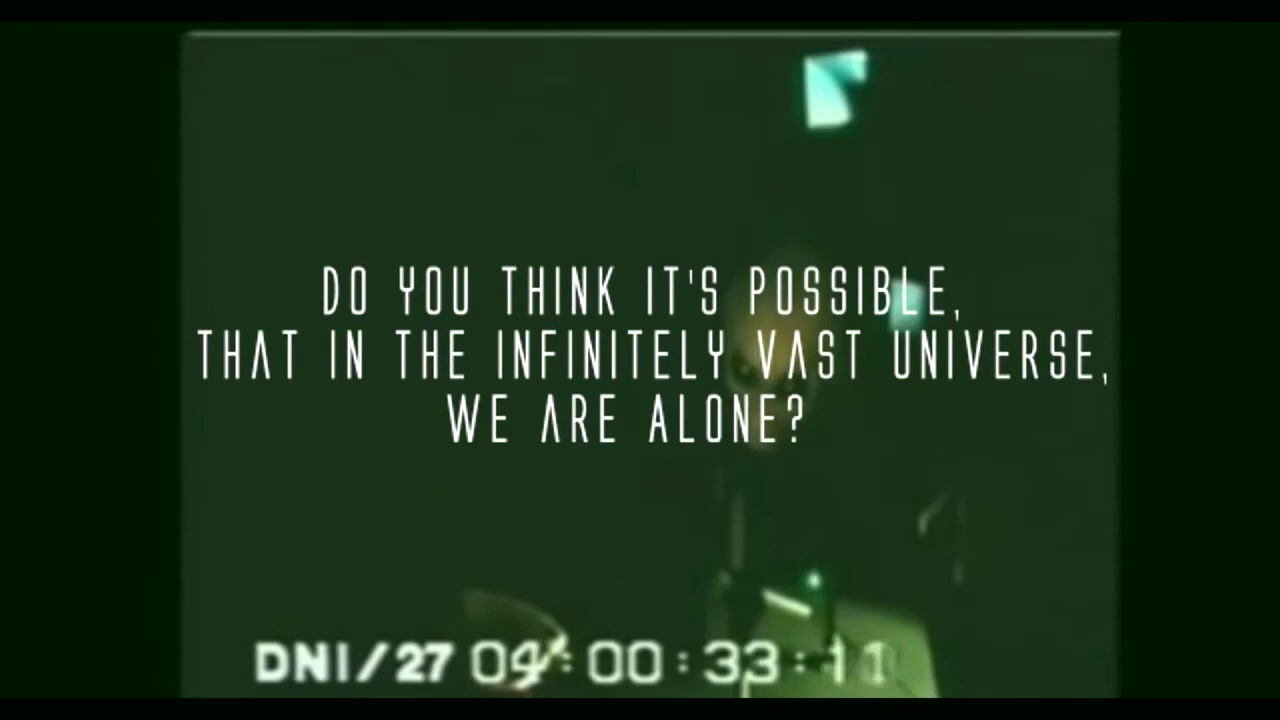 DO YOU THINK IT'S POSSIBLE,
THAT IN THE INFINITELY VAST UNIVERSE,
WE ARE ALONE?
DNI/27 04:00:33:11